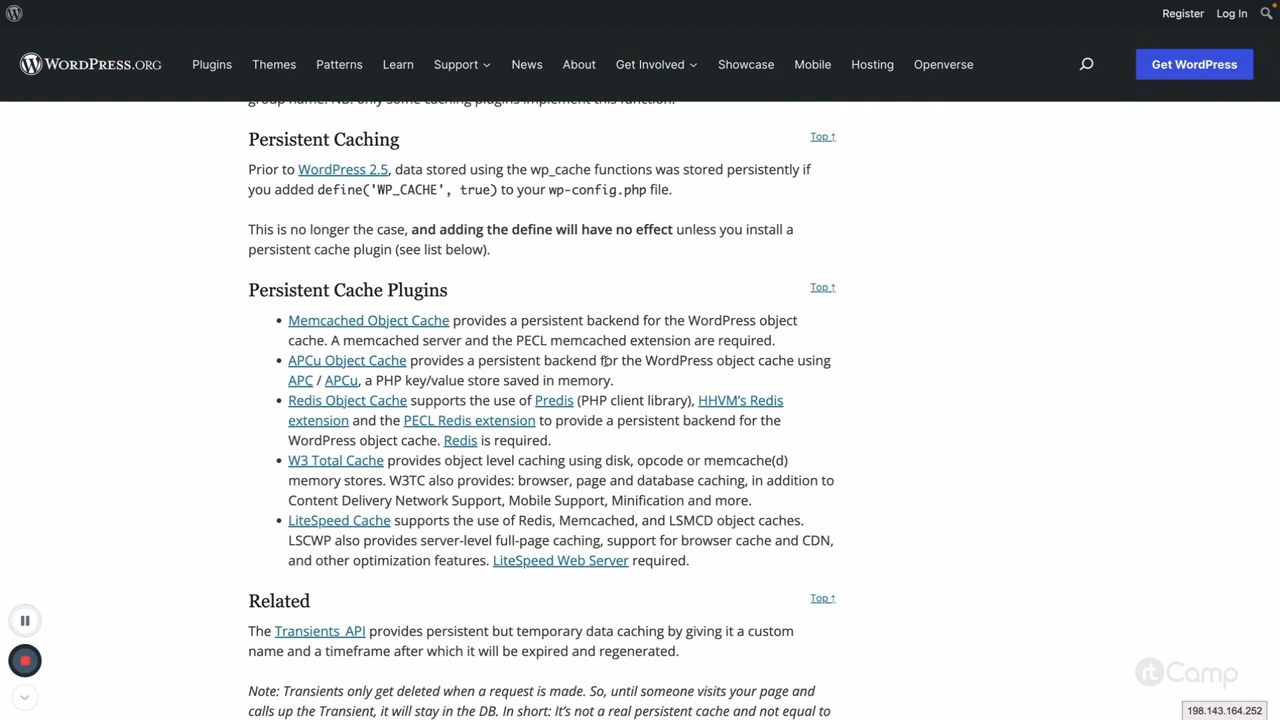 Register Log In
WORDPRESS.ORG Plugins Themes Patterns Learn Support News About Get Involved Showcase Mobile Hosting Openverse Get WordPress
group name. NB: only some caching plugins implement this function.
Persistent Caching Top ↑
Prior to WordPress 2.5, data stored using the wp_cache functions was stored persistently if
you added define('WP_CACHE', true) to your wp-config.php file.
This is no longer the case, and adding the define will have no effect unless you install a
persistent cache plugin (see list below).
Persistent Cache Plugins Top ↑
• Memcached Object Cache provides a persistent backend for the WordPress object
cache. A memcached server and the PECL memcached extension are required.
• APCu Object Cache provides a persistent backend for the WordPress object cache using
APC / APCu, a PHP key/value store saved in memory.
• Redis Object Cache supports the use of Predis (PHP client library), HHVM's Redis
extension and the PECL Redis extension to provide a persistent backend for the
WordPress object cache. Redis is required.
• W3 Total Cache provides object level caching using disk, opcode or memcache(d)
memory stores. W3TC also provides: browser, page and database caching, in addition to
Content Delivery Network Support, Mobile Support, Minification and more.
• LiteSpeed Cache supports the use of Redis, Memcached, and LSMCD object caches.
LSCWP also provides server-level full-page caching, support for browser cache and CDN,
and other optimization features. LiteSpeed Web Server required.
Related Top ↑
The Transients API provides persistent but temporary data caching by giving it a custom
name and a timeframe after which it will be expired and regenerated.
Note: Transients only get deleted when a request is made. So, until someone visits your page and
calls up the Transient, it will stay in the DB. In short: It's not a real persistent cache and not equal to
rtCamp
198.143.164.252